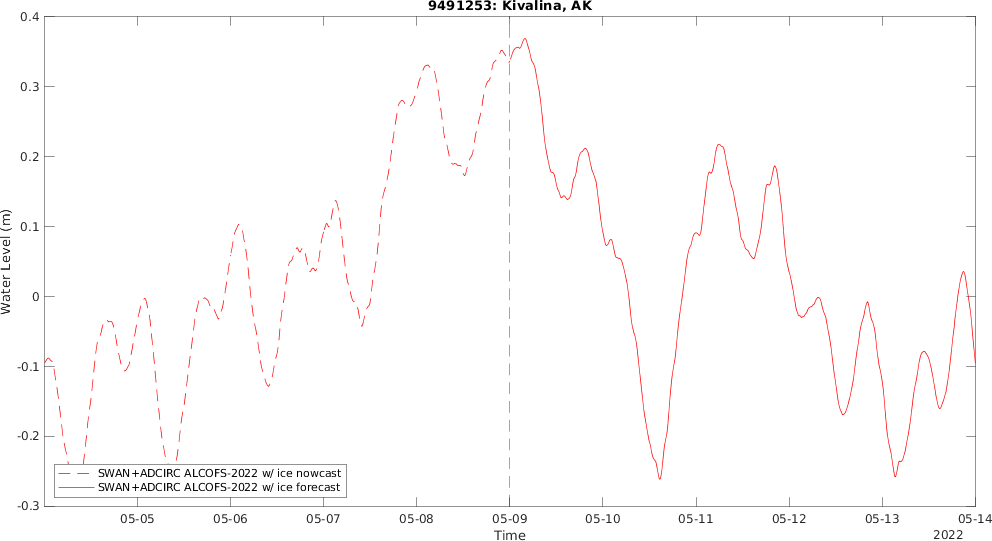 9491253: Kivalina, AK
0.4
0.3
0.2
0.1
0
-0.1
-0.2
-0.3
Water Level (m)
SWAN+ADCIRC ALCOFS-2022 w/ ice nowcast
SWAN+ADCIRC ALCOFS-2022 w/ ice forecast
05-05 05-06 05-07 05-08 05-09 05-10 05-11 05-12 05-13 05-14
Time
2022